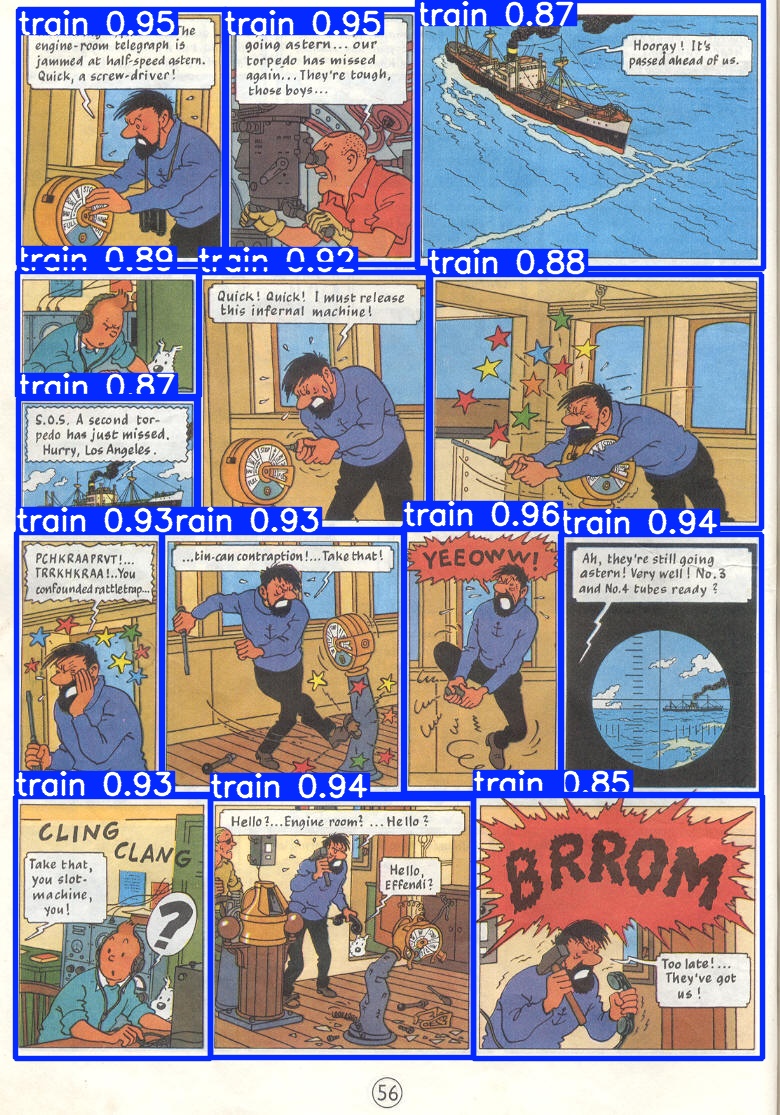 train 0.95
The
engine-room telegraph is
jammed at half-speed astern.
Quick, a screw-driver!
train 0.95
going astern... our
torpedo has missed
again... They're tough,
those boys...
train 0.87
Hooray! It's
passed ahead of us.
train 0.89
train 0.92
Quick! Quick! I must release
this infernal machine!
train 0.88
train 0.87
S.O.S. A second tor-
pedo has just missed.
Hurry, Los Angeles.
train 0.93
PCHKRAAPRVT!...
TRRKHKRAA!..You
confounded rattletrap...
rain 0.93
...tin-can contraption!...Take that!
train 0.96
YEEOWW!
train 0.94
Ah, they're still going
astern! Very well! No.3
and No.4 tubes ready?
train 0.93
CLING
CLANG
Take that,
you slot-
machine,
you!
?
train 0.94
Hello?...Engine room? ...Hello?
Hello,
Effendi?
train 0.85
BRROM
Too late!...
They've got
us!
56